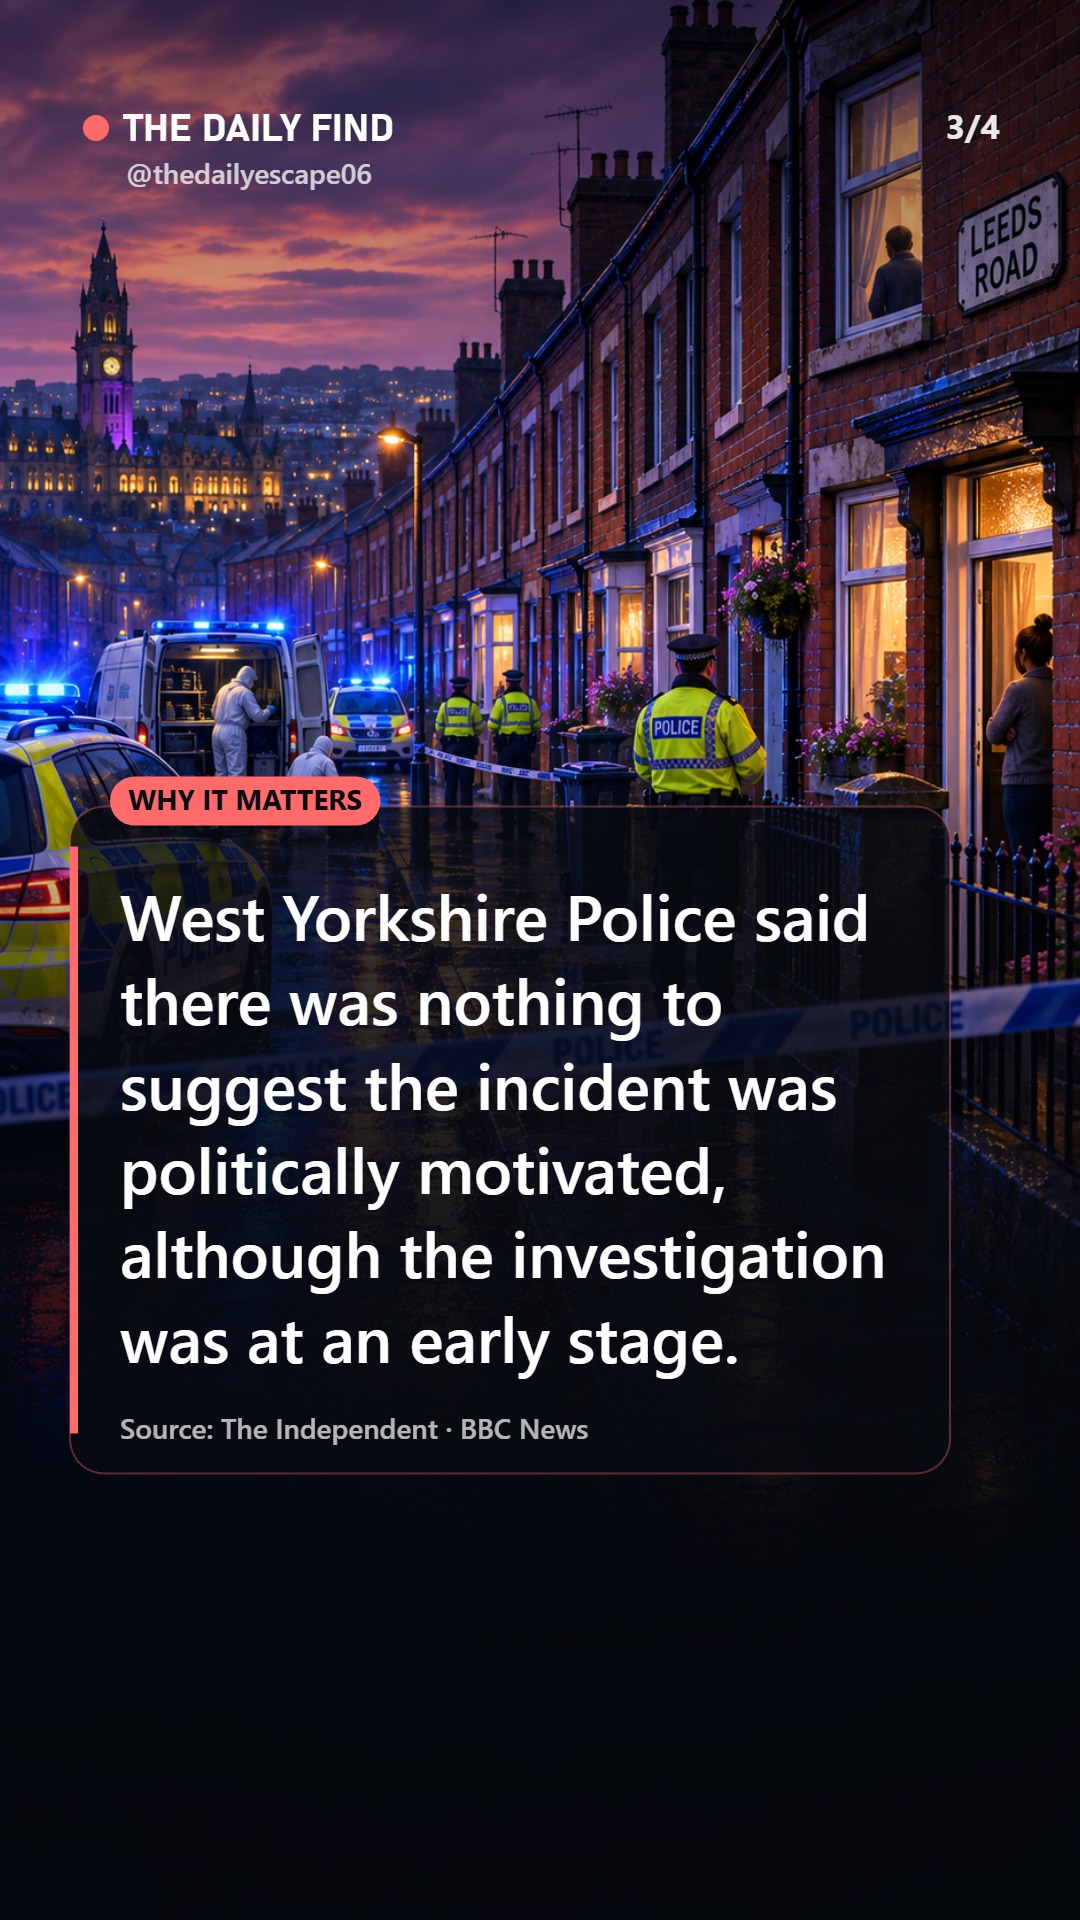 THE DAILY FIND
@thedailyescape06
3/4
LEEDS
ROAD
POLICE
WHY IT MATTERS
West Yorkshire Police said
there was nothing to
suggest the incident was
politically motivated,
although the investigation
was at an early stage.
POLICE
POLICE
OLICE
Source: The Independent · BBC News